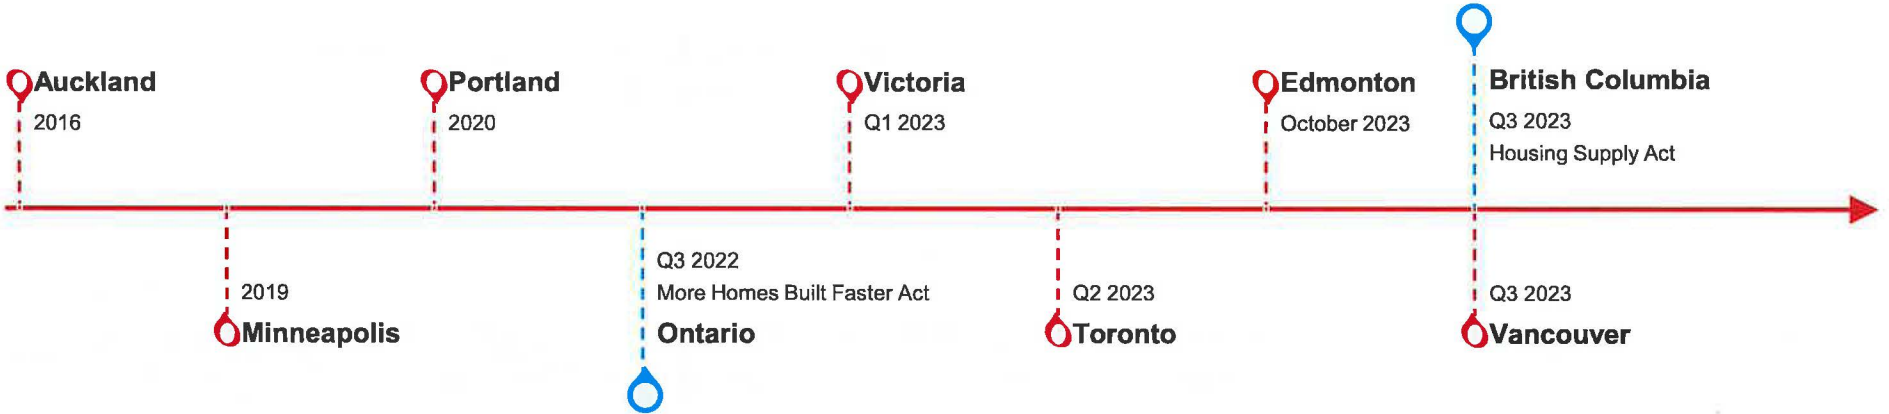 Auckland
2016
2019
Minneapolis
Portland
2020
Q3 2022
More Homes Built Faster Act
Ontario
Victoria
Q1 2023
Q2 2023
Toronto
Edmonton
October 2023
British Columbia
Q3 2023
Housing Supply Act
Q3 2023
Vancouver